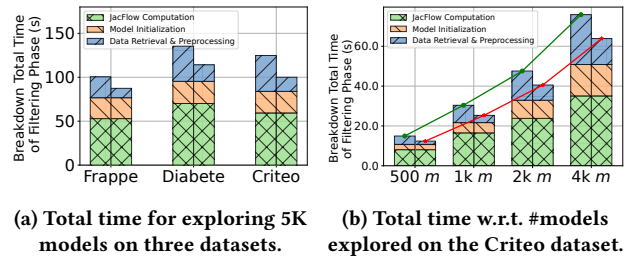 Breakdown Total Time
of Filtering Phase (s)
150
100
50
0
JacFlow Computation
Model Initialization
Data Retrieval & Preprocessing
Frappe Diabete Criteo
Breakdown Total Time
of Filtering Phase (s)
60.0
40.0
20.0
0.0
JacFlow Computation
Model Initialization
Data Retrieval & Preprocessing
500 m 1k m 2k m 4k m
(a) Total time for exploring 5K
models on three datasets.
(b) Total time w.r.t. #models
explored on the Criteo dataset.